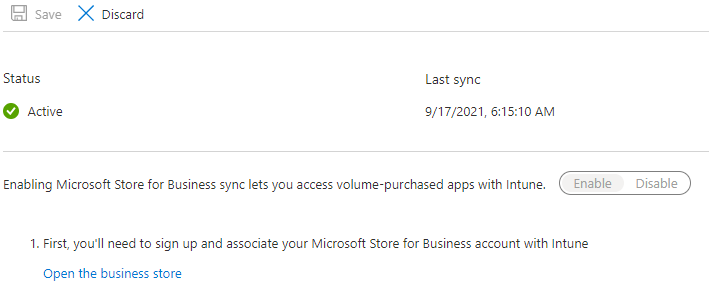 Save Discard
Status Last sync
Active 9/17/2021, 6:15:10 AM
Enabling Microsoft Store for Business sync lets you access volume-purchased apps with Intune. Enable Disable
1. First, you'll need to sign up and associate your Microsoft Store for Business account with Intune
Open the business store